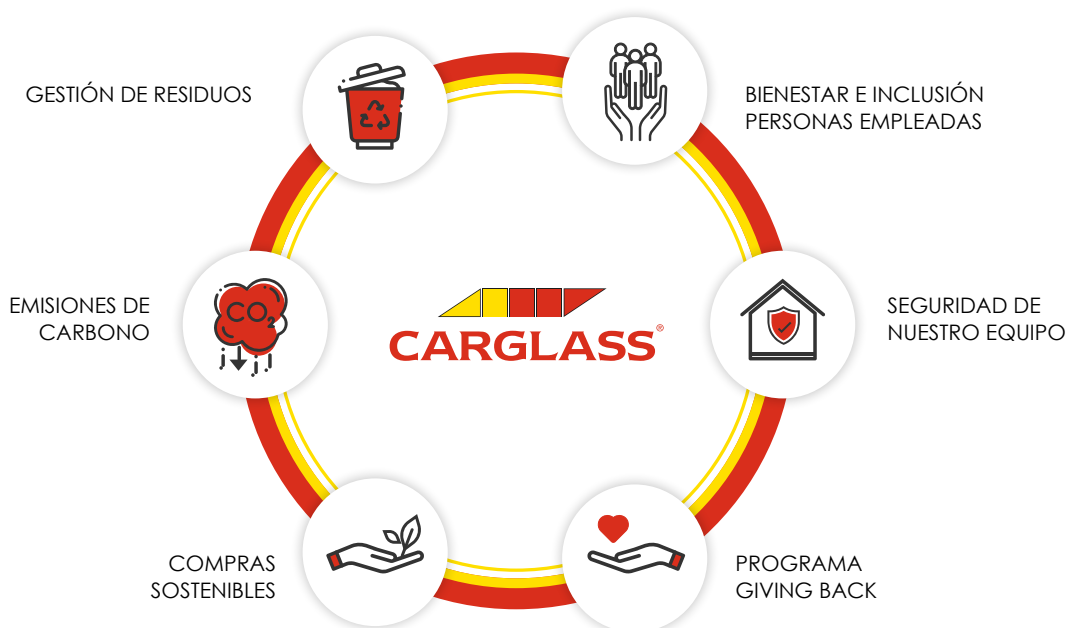 GESTIÓN DE RESIDUOS
BIENESTAR E INCLUSIÓN
PERSONAS EMPLEADAS
EMISIONES DE
CARBONO
CO2
CARGLASS®
SEGURIDAD DE
NUESTRO EQUIPO
COMPRAS
SOSTENIBLES
PROGRAMA
GIVING BACK